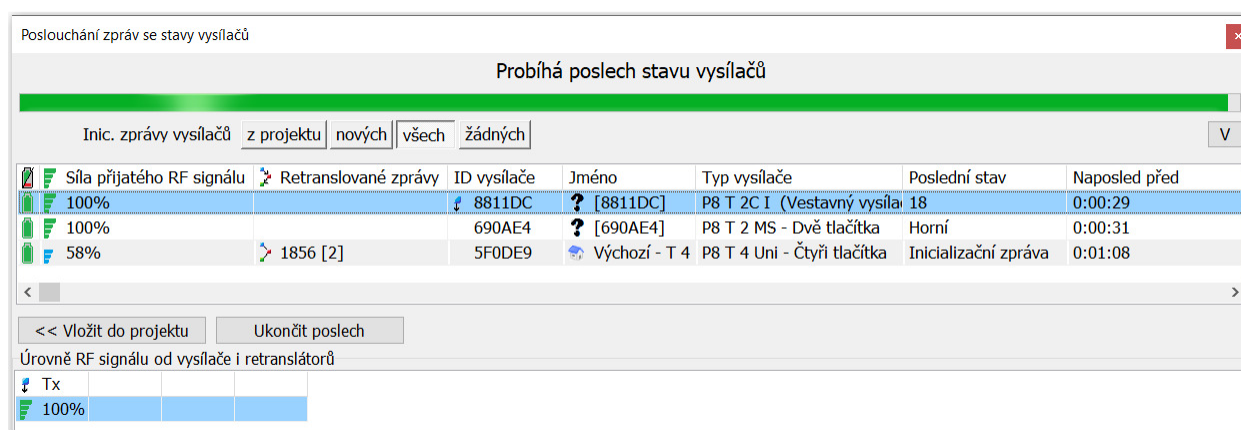 Poslouchání zpráv se stavy vysílačů
Probíhá poslech stavu vysílačů
Inic. zprávy vysílačů z projektu nových všech žádných V
Síla přijatého RF signálu Retranslované zprávy ID vysílače Jméno Typ vysílače Poslední stav Naposled před
100% 8811DC ? [8811DC] P8 T 2C I (Vestavný vysíla 18 0:00:29
100% 690AE4 ? [690AE4] P8 T 2 MS - Dvě tlačítka Horní 0:00:31
58% 1856 [2] 5F0DE9 Výchozí - T 4 P8 T 4 Uni - Čtyři tlačítka Inicializační zpráva 0:01:08
<< Vložit do projektu Ukončit poslech
Úrovně RF signálu od vysílače i retranslátorů
Tx
100%